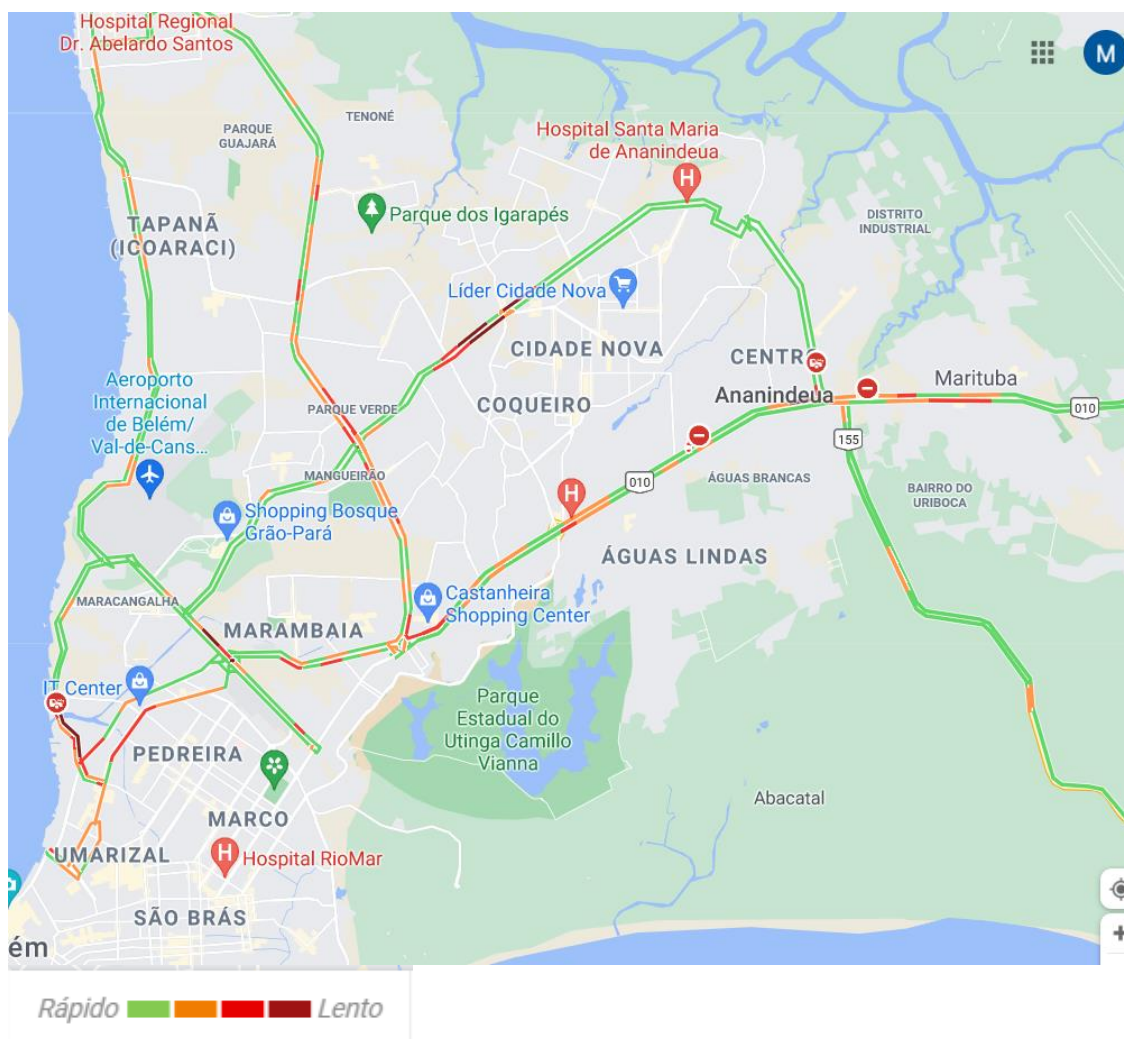 Hospital Regional
Dr. Abelardo Santos
M
TENONÉ
PARQUE
GUAJARÁ
Hospital Santa Maria
de Ananindeua
H
Parque dos Igarapés
DISTRITO
INDUSTRIAL
TAPANÃ
(ICOARACI)
Líder Cidade Nova
CIDADE NOVA
CENTRO
Ananindeua
Marituba
010
Aeroporto
Internacional
de Belém/
Val-de-Cans...
PARQUE VERDE
COQUEIRO
155
MANGUEIRÃO
010
ÁGUAS BRANCAS
BAIRRO DO
URIBOCA
H
Shopping Bosque
Grão-Pará
ÁGUAS LINDAS
MARACANGALHA
Castanheira
Shopping Center
MARAMBAIA
IT Center
Parque
Estadual do
Utinga Camillo
Vianna
PEDREIRA
Abacatal
MARCO
UMARIZAL
H
Hospital RioMar
SÃO BRÁS
ém
+
Rápido
Lento